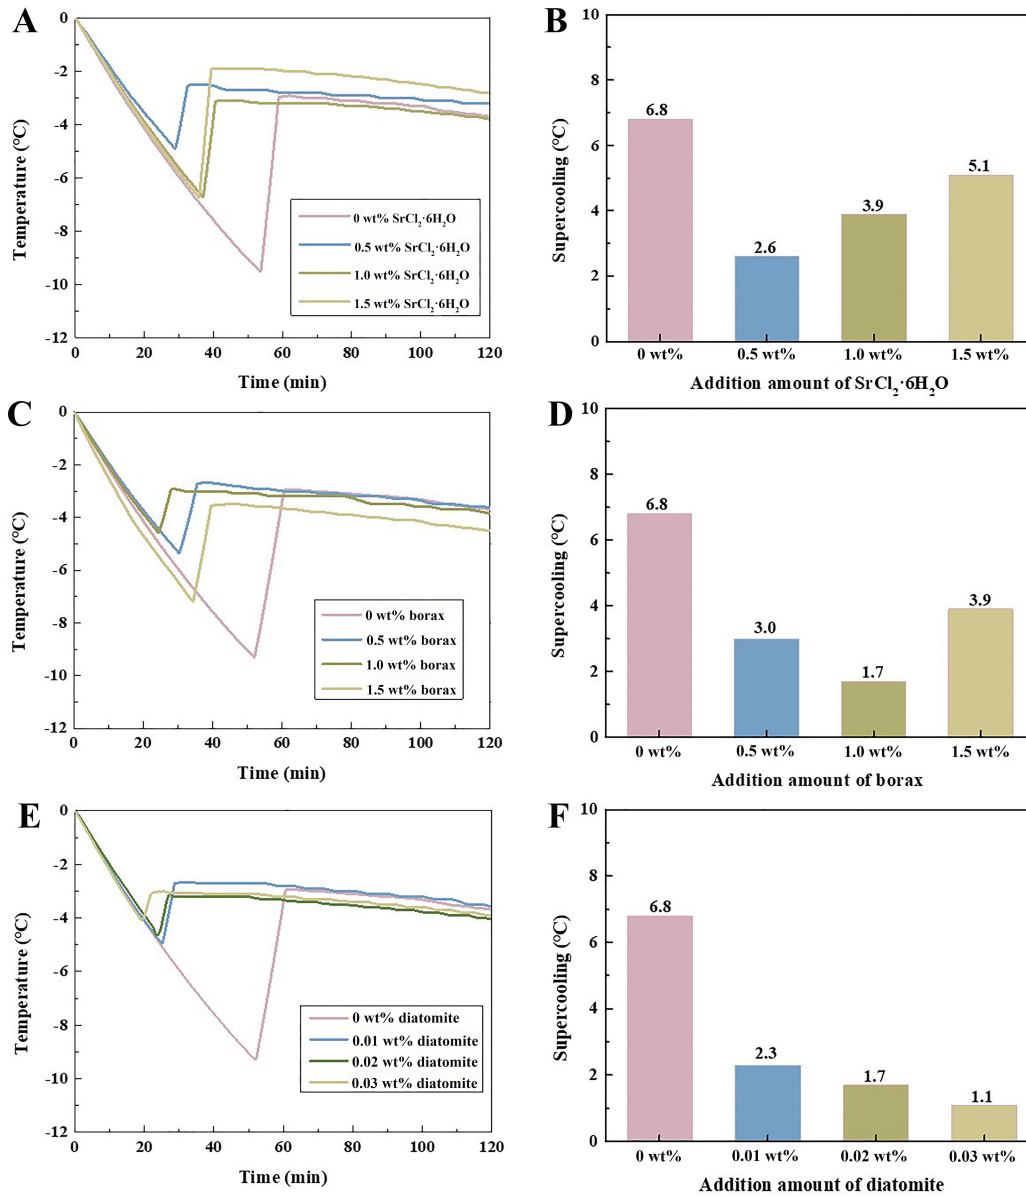 A
Temperature (°C)
0
-2
-4
-6
-8
-10
-12
0 wt% SrCl₂·6H₂O
0.5 wt% SrCl₂·6H₂O
1.0 wt% SrCl₂·6H₂O
1.5 wt% SrCl₂·6H₂O
0 20 40 60 80 100 120
Time (min)
B
Supercooling (°C)
10
8
6
4
2
0
6.8
2.6
3.9
5.1
0 wt% 0.5 wt% 1.0 wt% 1.5 wt%
Addition amount of SrCl₂·6H₂O
C
Temperature (°C)
0
-2
-4
-6
-8
-10
-12
0 wt% borax
0.5 wt% borax
1.0 wt% borax
1.5 wt% borax
0 20 40 60 80 100 120
Time (min)
D
Supercooling (°C)
10
8
6
4
2
0
6.8
3.0
1.7
3.9
0 wt% 0.5 wt% 1.0 wt% 1.5 wt%
Addition amount of borax
E
Temperature (°C)
0
-2
-4
-6
-8
-10
-12
0 wt% diatomite
0.01 wt% diatomite
0.02 wt% diatomite
0.03 wt% diatomite
0 20 40 60 80 100 120
Time (min)
F
Supercooling (°C)
10
8
6
4
2
0
6.8
2.3
1.7
1.1
0 wt% 0.01 wt% 0.02 wt% 0.03 wt%
Addition amount of diatomite